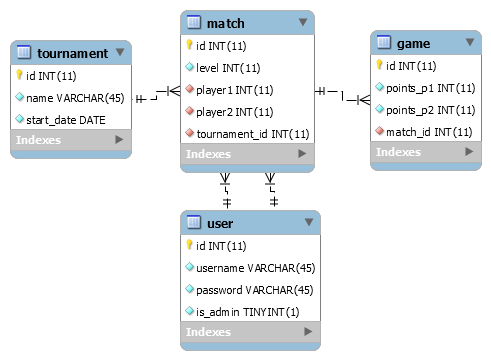 tournament
id INT(11)
name VARCHAR(45)
start_date DATE
Indexes
match
id INT(11)
level INT(11)
player1 INT(11)
player2 INT(11)
tournament_id INT(11)
Indexes
game
id INT(11)
points_p1 INT(11)
points_p2 INT(11)
match_id INT(11)
Indexes
user
id INT(11)
username VARCHAR(45)
password VARCHAR(45)
is_admin TINYINT(1)
Indexes